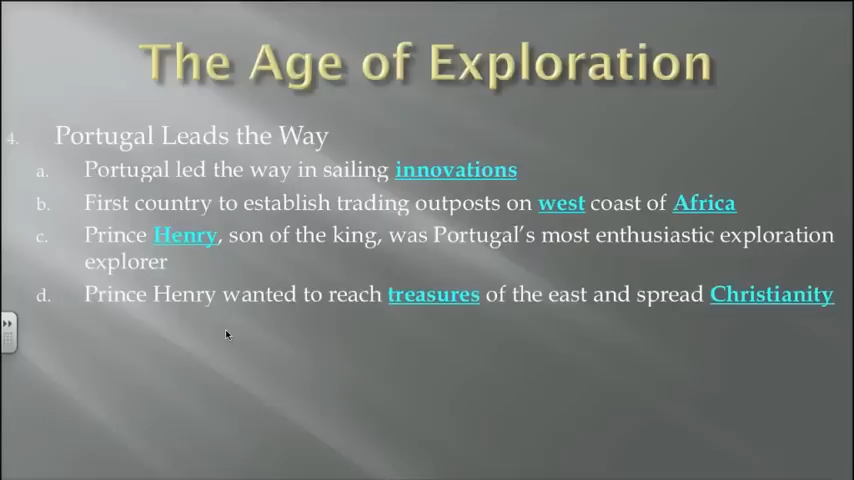 The Age of Exploration
4. Portugal Leads the Way
a. Portugal led the way in sailing innovations
b. First country to establish trading outposts on west coast of Africa
c. Prince Henry, son of the king, was Portugal's most enthusiastic exploration
explorer
d. Prince Henry wanted to reach treasures of the east and spread Christianity